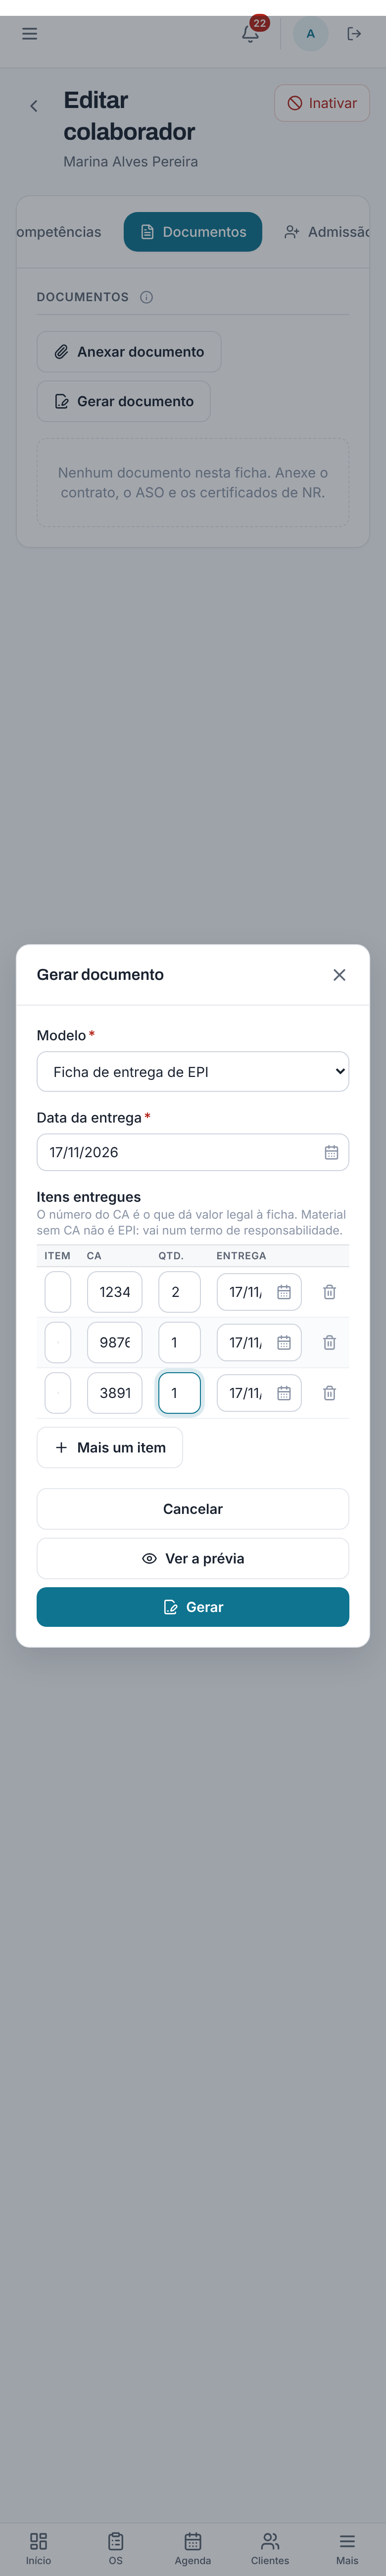 22
A
Editar
colaborador
Inativar
Marina Alves Pereira
ompetências
Documentos
Admissão
DOCUMENTOS
Anexar documento
Gerar documento
Nenhum documento nesta ficha. Anexe o
contrato, o ASO e os certificados de NR.
Gerar documento
Modelo *
Ficha de entrega de EPI
Data da entrega *
17/11/2026
Itens entregues
O número do CA é o que dá valor legal à ficha. Material
sem CA não é EPI: vai num termo de responsabilidade.
ITEM CA QTD. ENTREGA
1234 2 17/11/
9876 1 17/11/
3891 1 17/11/
Mais um item
Cancelar
Ver a prévia
Gerar
Início OS Agenda Clientes Mais